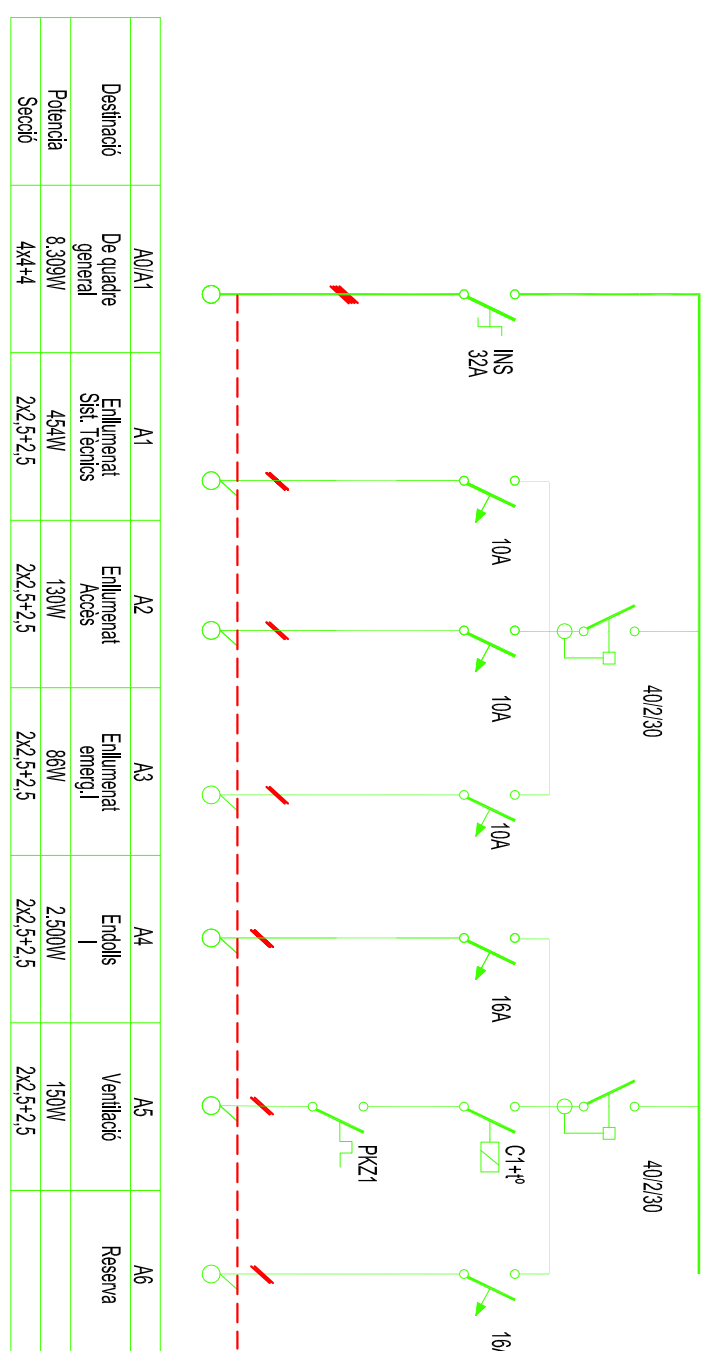 40/2/30
40/2/30
INS
32A
10A
10A
10A
16A
C1+tº
16A
PKZ1
A0/A1
A1
A2
A3
A4
A5
A6
Destinació
De quadre
general
Enllumenat
Sist. Tècnics
Enllumenat
Accès
Enllumenat
emerg.I
Endolls
I
Ventilació
Reserva
Potencia
8.309W
454W
130W
86W
2.500W
150W
Secció
4x4+4
2x2,5+2,5
2x2,5+2,5
2x2,5+2,5
2x2,5+2,5
2x2,5+2,5